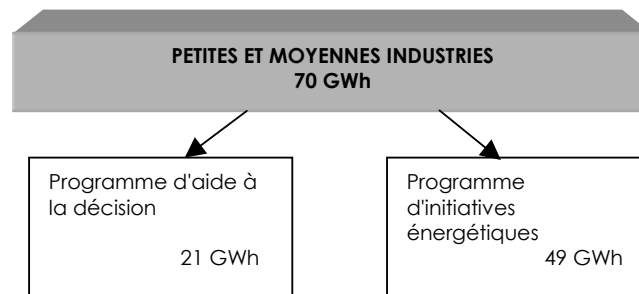 PETITES ET MOYENNES INDUSTRIES
70 GWh
Programme d'aide à
la décision
21 GWh
Programme
d'initiatives
énergétiques
49 GWh